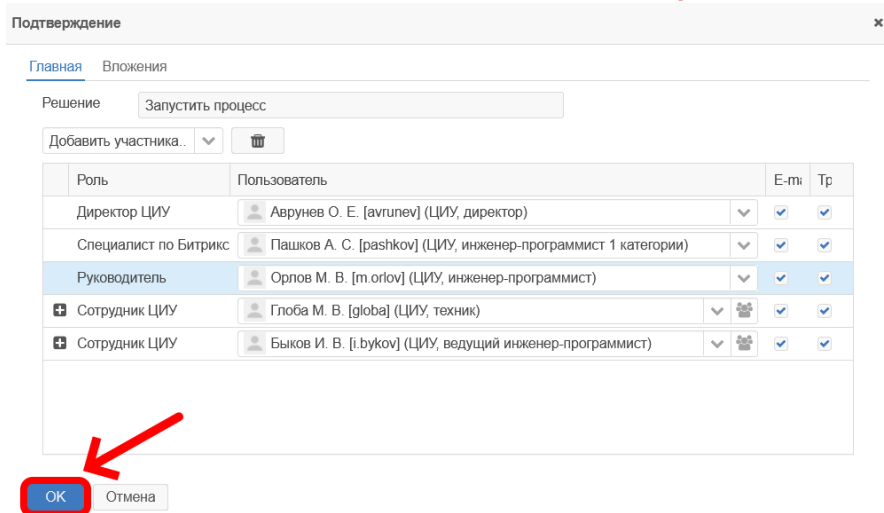 Подтверждение
Главная Вложения
Решение Запустить процесс
Добавить участника..
Роль Пользователь E-ma Тр
Директор ЦИУ Аврунев О. Е. [avrunev] (ЦИУ, директор)
Специалист по Битрикс Пашков А. С. [pashkov] (ЦИУ, инженер-программист 1 категории)
Руководитель Орлов М. В. [m.orlov] (ЦИУ, инженер-программист)
Сотрудник ЦИУ Глоба М. В. [globa] (ЦИУ, техник)
Сотрудник ЦИУ Быков И. В. [i.bykov] (ЦИУ, ведущий инженер-программист)
OK Отмена